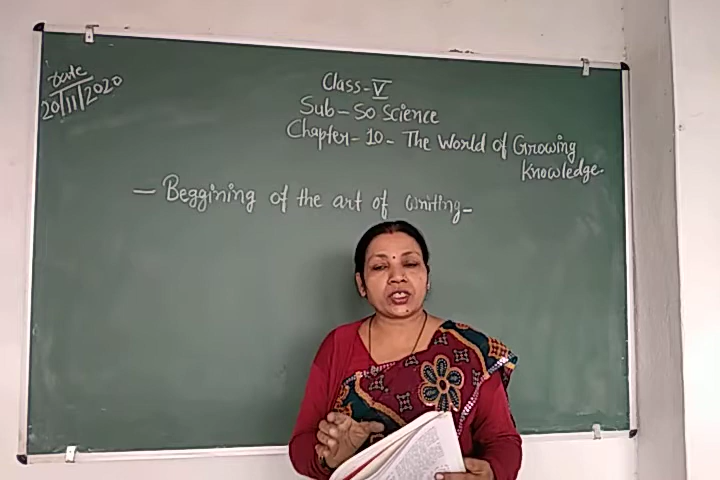 Date
20/11/2020
Class-V
Sub-So Science
Chapter-10- The World of Growing
Knowledge.
- Beggining of the art of writing-